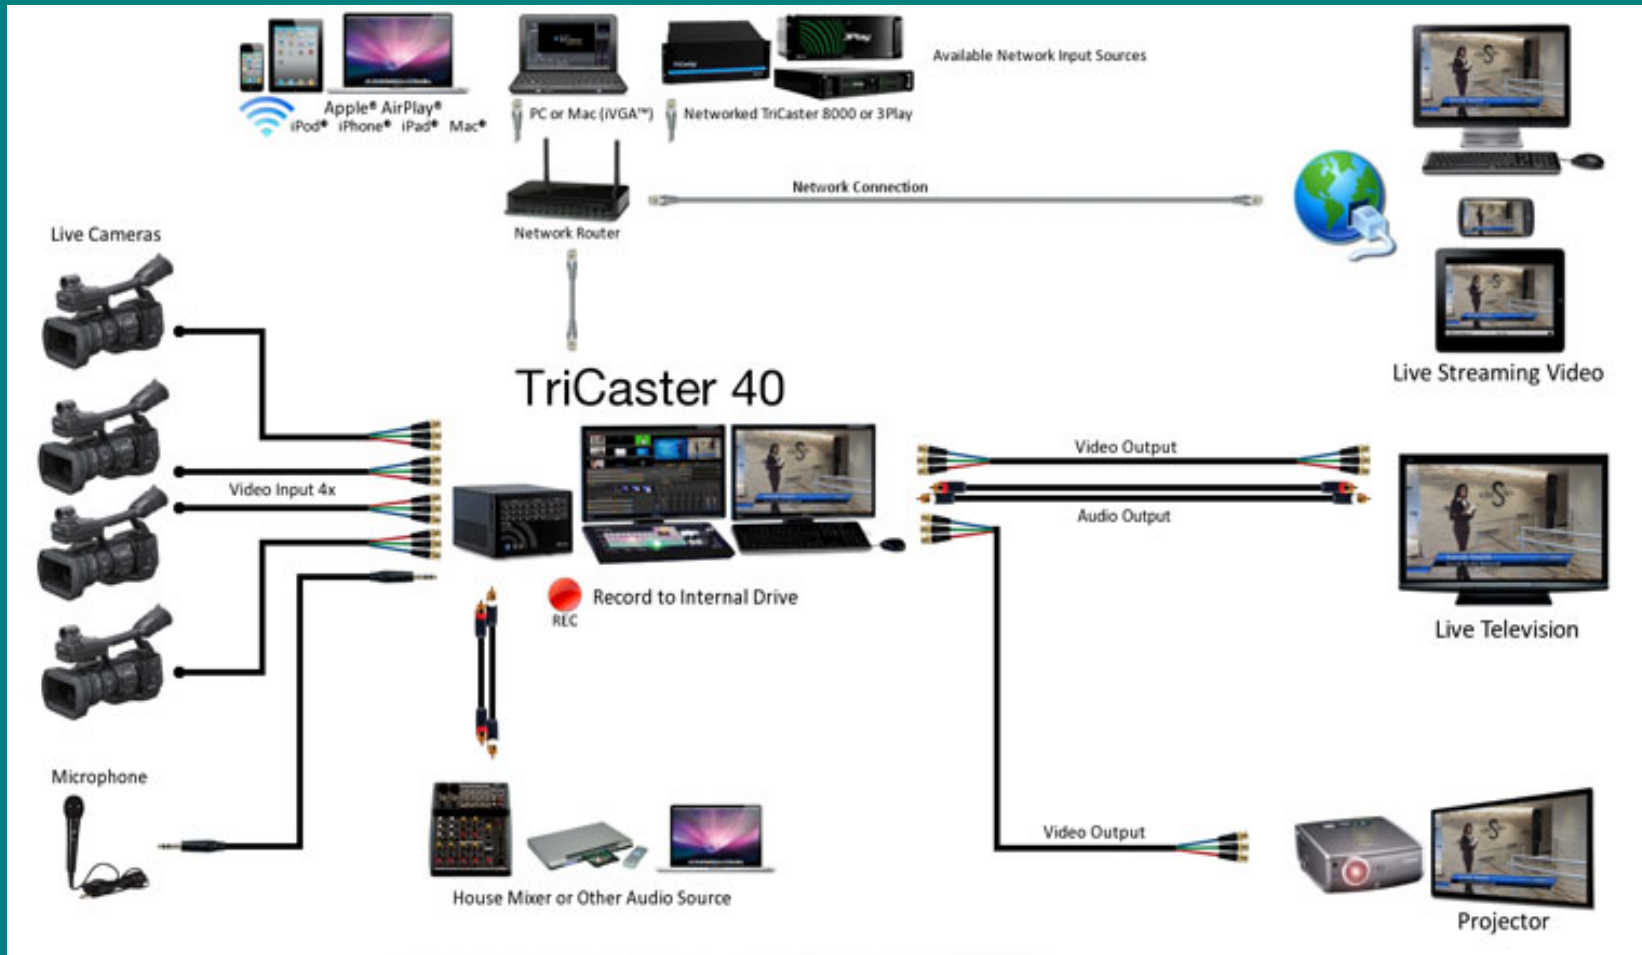 Available Network Input Sources
Apple® AirPlay®
iPod® iPhone® iPad® Mac®
PC or Mac (iVGA™)
Networked TriCaster 8000 or 3Play
TriCaster
3Play
Network Connection
Network Router
Live Cameras
Live Streaming Video
TriCaster 40
Video Input 4x
Video Output
Audio Output
REC
Record to Internal Drive
Live Television
Microphone
Video Output
House Mixer or Other Audio Source
Projector